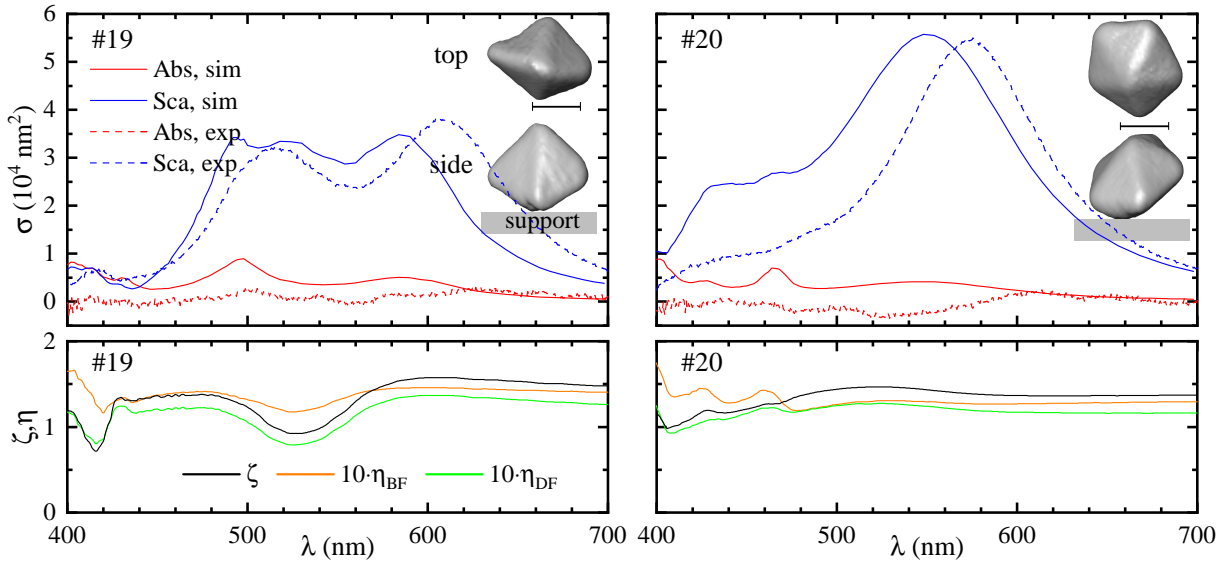 σ (10⁴ nm²)
6
5
4
3
2
1
0
#19
Abs, sim
Sca, sim
Abs, exp
Sca, exp
top
side
support
#20
ζ,η
2
1
0
#19
ζ
10·η_BF
10·η_DF
400
500
600
700
λ (nm)
#20
400
500
600
700
λ (nm)